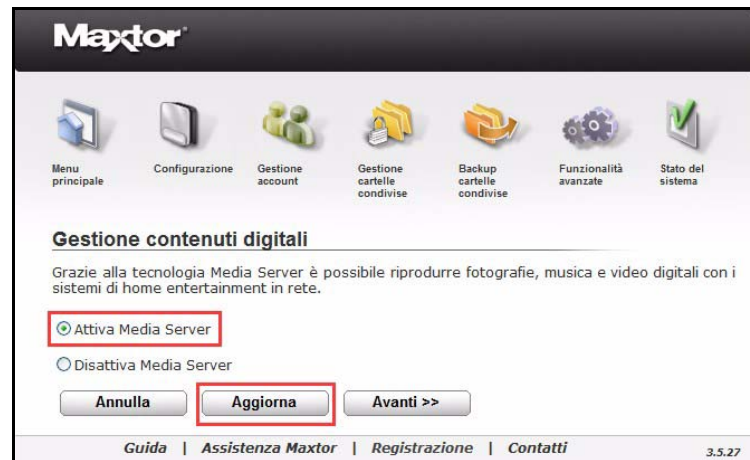 Maxtor
Menu principale
Configurazione
Gestione account
Gestione cartelle condivise
Backup cartelle condivise
Funzionalità avanzate
Stato del sistema
Gestione contenuti digitali
Grazie alla tecnologia Media Server è possibile riprodurre fotografie, musica e video digitali con i
sistemi di home entertainment in rete.
Attiva Media Server
Disattiva Media Server
Annulla
Aggiorna
Avanti >>
Guida | Assistenza Maxtor | Registrazione | Contatti
3.5.27